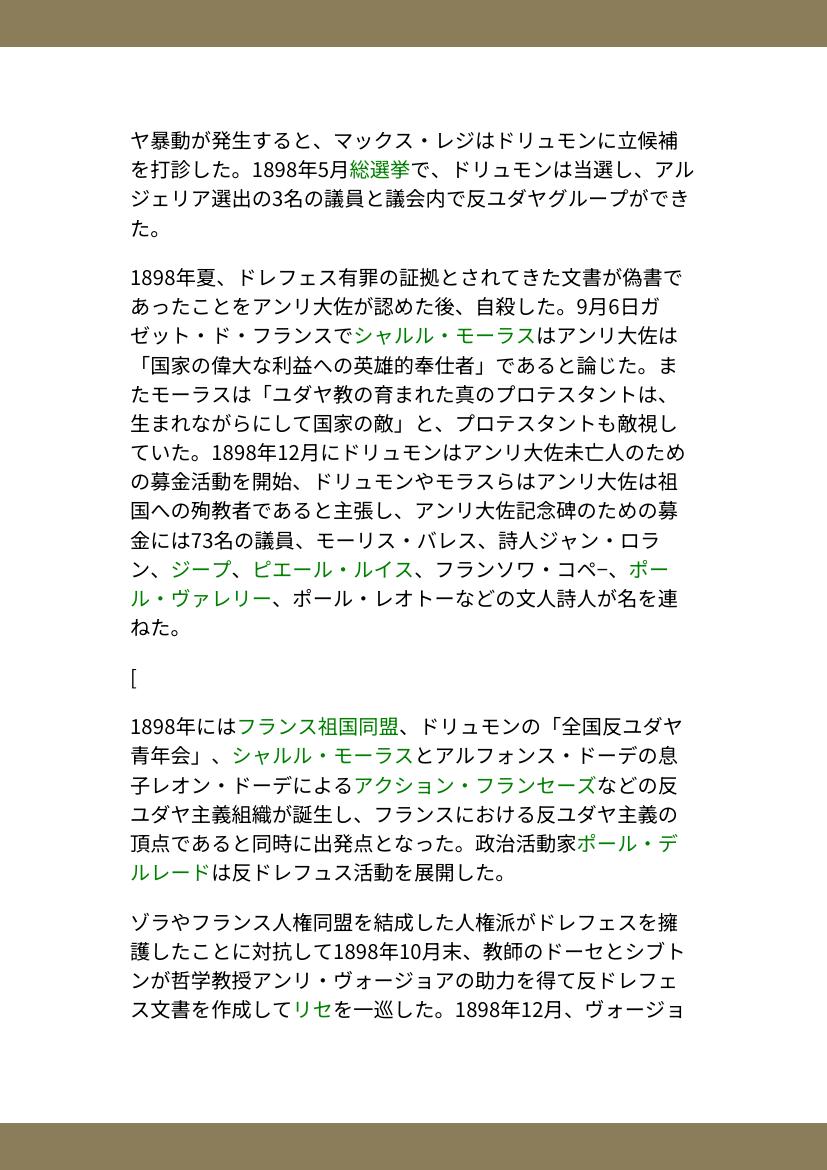 ヤ暴動が発生すると、マックス・レジはドリュモンに立候補
を打診した。1898年5月総選挙で、ドリュモンは当選し、アル
ジェリア選出の3名の議員と議会内で反ユダヤグループができ
た。
1898年夏、ドレフェス有罪の証拠とされてきた文書が偽書で
あったことをアンリ大佐が認めた後、自殺した。9月6日ガ
ゼット・ド・フランスでシャルル・モーラスはアンリ大佐は
「国家の偉大な利益への英雄的奉仕者」であると論じた。ま
たモーラスは「ユダヤ教の育まれた真のプロテスタントは、
生まれながらにして国家の敵」と、プロテスタントも敵視し
ていた。1898年12月にドリュモンはアンリ大佐未亡人のため
の募金活動を開始、ドリュモンやモラスらはアンリ大佐は祖
国への殉教者であると主張し、アンリ大佐記念碑のための募
金には73名の議員、モーリス・バレス、詩人ジャン・ロラ
ン、ジープ、ピエール・ルイス、フランソワ・コペ−、ポー
ル・ヴァレリー、ポール・レオトーなどの文人詩人が名を連
ねた。
[
1898年にはフランス祖国同盟、ドリュモンの「全国反ユダヤ
青年会」、シャルル・モーラスとアルフォンス・ドーデの息
子レオン・ドーデによるアクション・フランセーズなどの反
ユダヤ主義組織が誕生し、フランスにおける反ユダヤ主義の
頂点であると同時に出発点となった。政治活動家ポール・デ
ルレードは反ドレフュス活動を展開した。
ゾラやフランス人権同盟を結成した人権派がドレフェスを擁
護したことに対抗して1898年10月末、教師のドーセとシブト
ンが哲学教授アンリ・ヴォージョアの助力を得て反ドレフェ
ス文書を作成してリセを一巡した。1898年12月、ヴォージョ